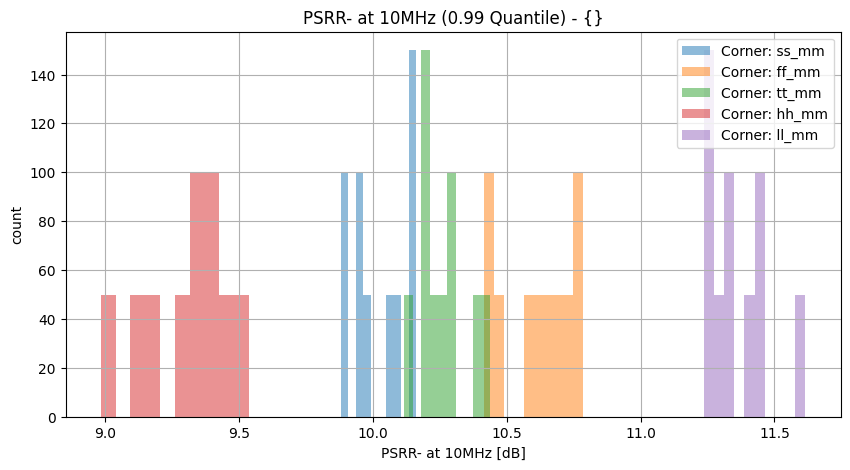 PSRR- at 10MHz (0.99 Quantile) - {}
Corner: ss_mm
Corner: ff_mm
Corner: tt_mm
Corner: hh_mm
Corner: ll_mm
140
120
100
80
60
40
20
0
count
9.0 9.5 10.0 10.5 11.0 11.5
PSRR- at 10MHz [dB]